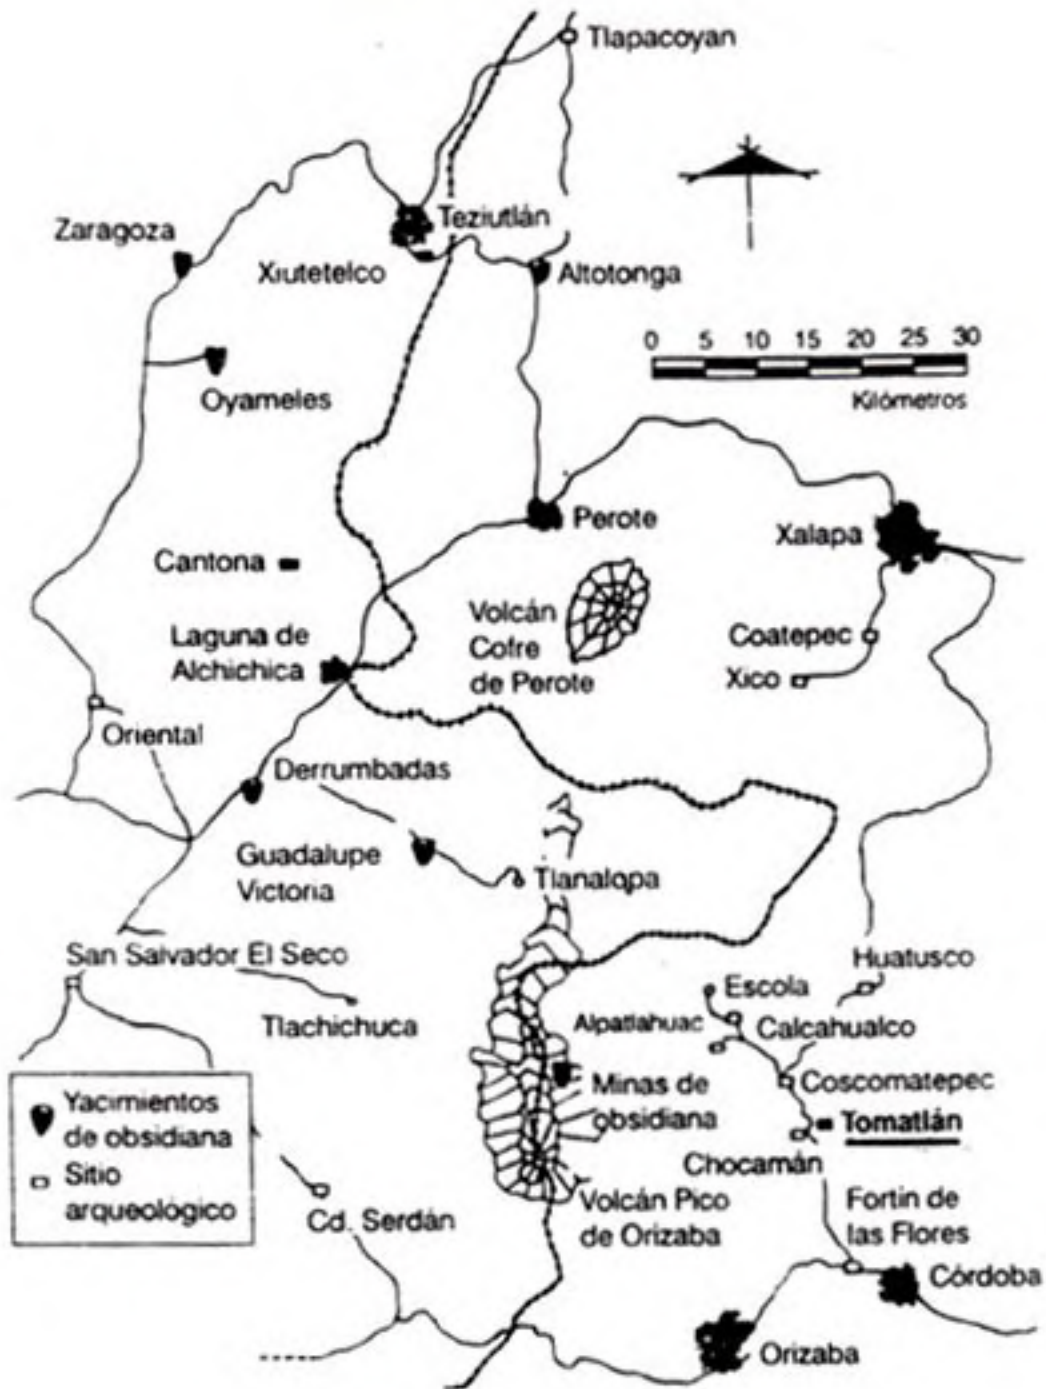 Tlapacoyan
Teziutlán
Zaragoza
Xiutetelco
Altotonga
0 5 10 15 20 25 30
Kilómetros
Oyameles
Perote
Xalapa
Cantona
Volcán
Cofre
de Perote
Laguna de
Alchichica
Coatepec
Xico
Oriental
Derrumbadas
Guadalupe
Victoria
Tlanalopa
San Salvador El Seco
Huatusco
Tlachichuca
Escola
Alpatlahuac
Calcahualco
Minas de
obsidiana
Coscomatepec
Tomatlán
Chocamán
Yacimientos
de obsidiana
Sitio
arqueológico
Cd. Serdán
Volcán Pico
de Orizaba
Fortín de
las Flores
Córdoba
Orizaba